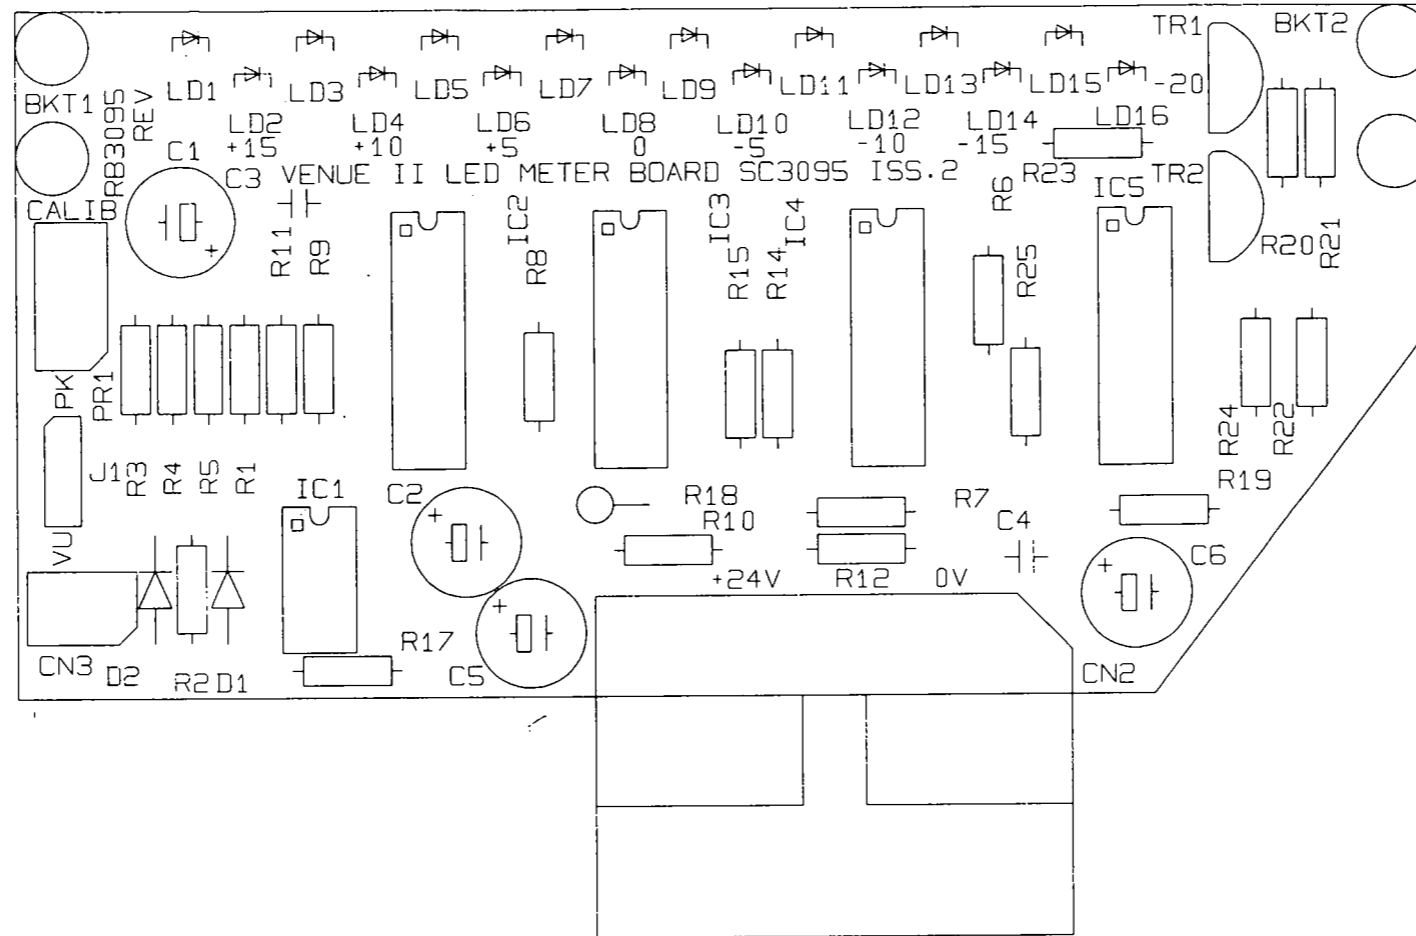 TR1
BKT2
LD1
LD3
LD5
LD7
LD9
LD11
LD13
LD15
-20
BKT1
RB3095
REV
LD2
LD4
LD6
LD8
LD10
LD12
LD14
LD16
+15
+10
+5
0
-5
-10
-15
C1
C3
VENUE II LED METER BOARD SC3095 ISS.2
R6
R23
IC5
TR2
CALIB
R11
R9
IC2
R8
IC3
R15
R14
IC4
R25
R20
R21
PK
PR1
J1
R3
R4
R5
R1
IC1
C2
R18
R10
R7
C4
R24
R22
R19
VU
+24V
R12
0V
C6
CN3
D2
R2
D1
R17
C5
CN2
+
+
+
+